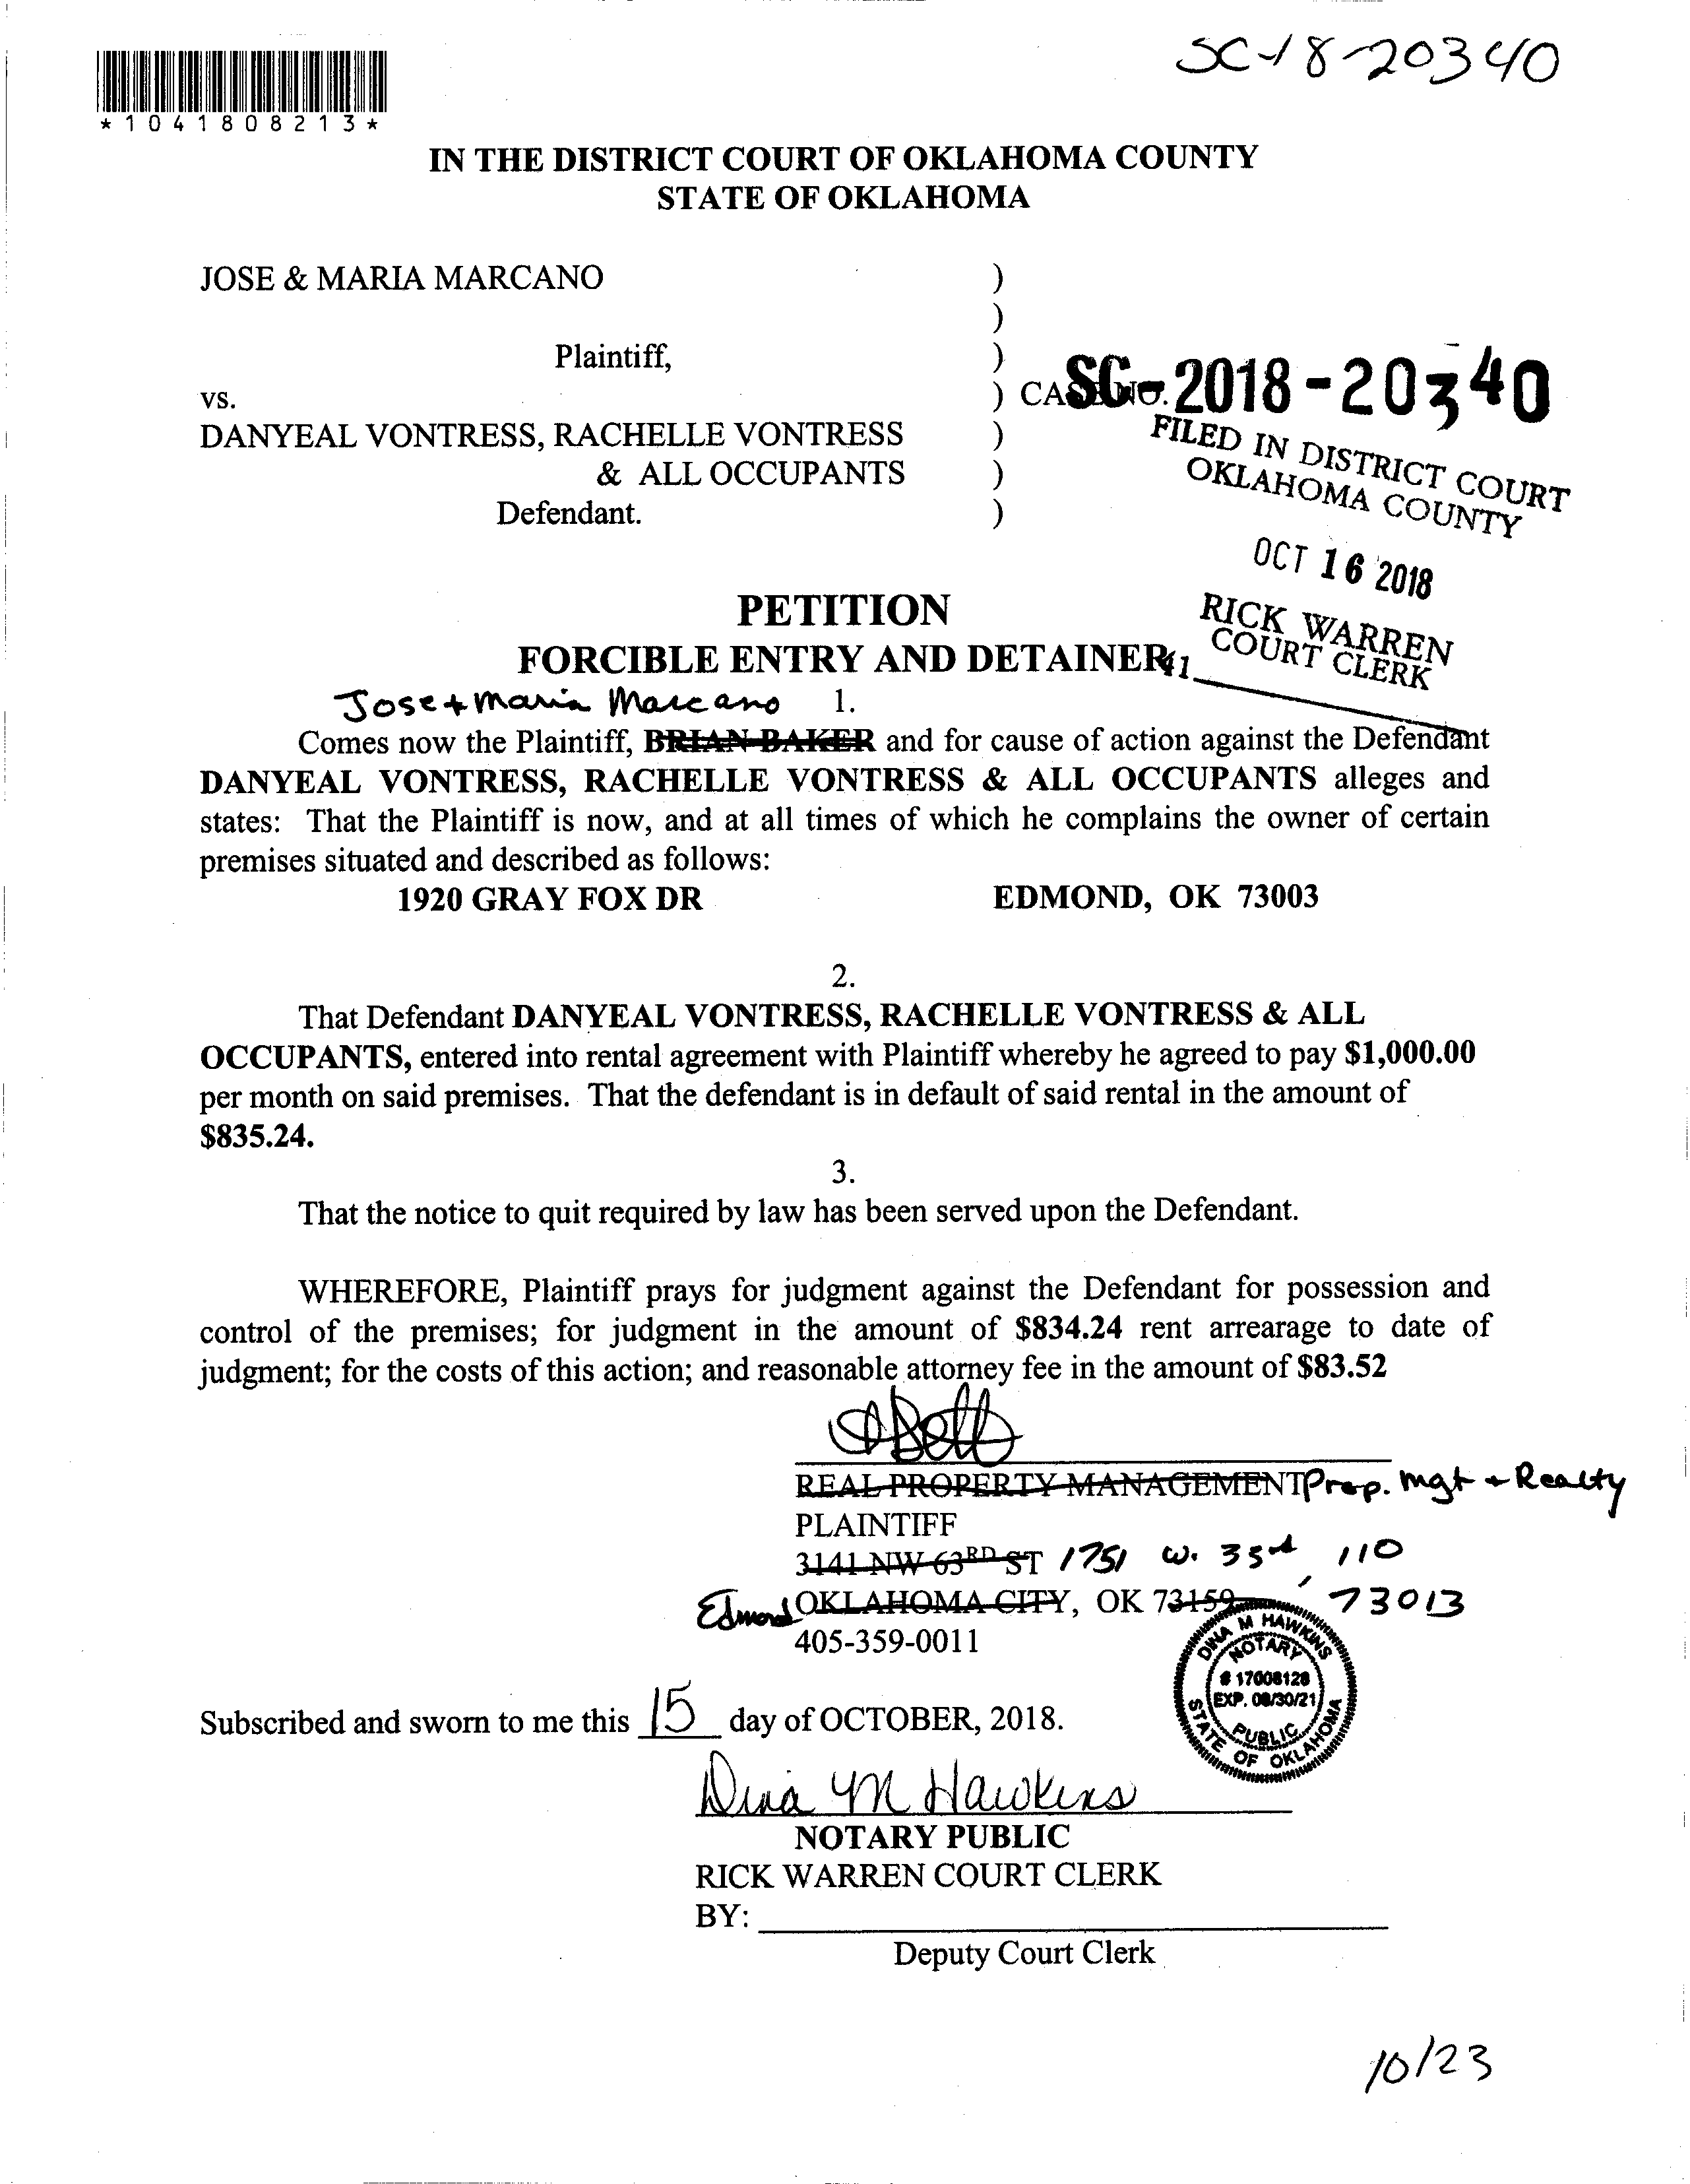 SC-18-20340
*1041808213*
IN THE DISTRICT COURT OF OKLAHOMA COUNTY
STATE OF OKLAHOMA
JOSE & MARIA MARCANO )
)
Plaintiff, )
vs. ) CASE NO. SC-2018-20340
DANYEAL VONTRESS, RACHELLE VONTRESS )
& ALL OCCUPANTS )
Defendant. )
FILED IN DISTRICT COURT
OKLAHOMA COUNTY
OCT 16 2018
RICK WARREN
COURT CLERK
41
PETITION
FORCIBLE ENTRY AND DETAINER
Jose + Maria Marcano 1.
Comes now the Plaintiff, BRIAN BAKER and for cause of action against the Defendant
DANYEAL VONTRESS, RACHELLE VONTRESS & ALL OCCUPANTS alleges and
states: That the Plaintiff is now, and at all times of which he complains the owner of certain
premises situated and described as follows:
1920 GRAY FOX DR EDMOND, OK 73003
2.
That Defendant DANYEAL VONTRESS, RACHELLE VONTRESS & ALL
OCCUPANTS, entered into rental agreement with Plaintiff whereby he agreed to pay $1,000.00
per month on said premises. That the defendant is in default of said rental in the amount of
$835.24.
3.
That the notice to quit required by law has been served upon the Defendant.
WHEREFORE, Plaintiff prays for judgment against the Defendant for possession and
control of the premises; for judgment in the amount of $834.24 rent arrearage to date of
judgment; for the costs of this action; and reasonable attorney fee in the amount of $83.52
REAL PROPERTY MANAGEMENT Prop. Mgt + Realty
PLAINTIFF
3141 NW 63RD ST 1751 W. 33rd 110
Edmond OKLAHOMA CITY, OK 73159 73013
405-359-0011
DINA M HAWKINS
NOTARY
# 17008128
EXP. 08/30/21
PUBLIC
STATE OF OKLAHOMA
Subscribed and sworn to me this 15 day of OCTOBER, 2018.
Dina M Hawkins
NOTARY PUBLIC
RICK WARREN COURT CLERK
BY:
Deputy Court Clerk
10/23